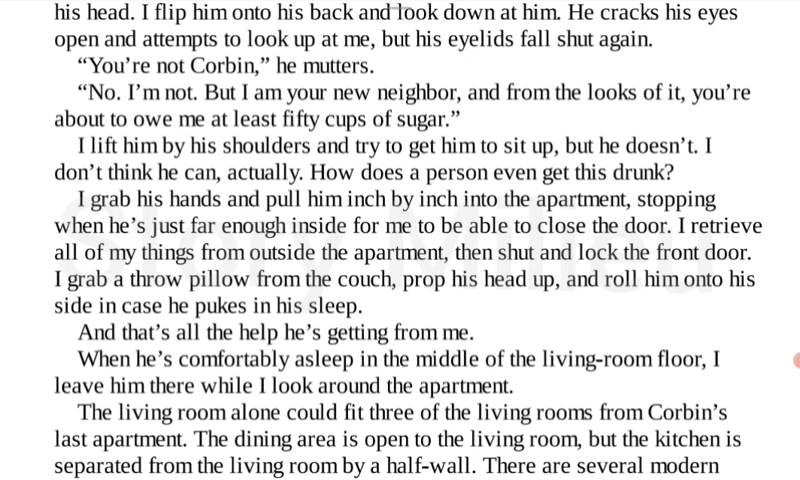 his head. I flip him onto his back and look down at him. He cracks his eyes
open and attempts to look up at me, but his eyelids fall shut again.
“You’re not Corbin,” he mutters.
“No. I’m not. But I am your new neighbor, and from the looks of it, you’re
about to owe me at least fifty cups of sugar.”
I lift him by his shoulders and try to get him to sit up, but he doesn’t. I
don’t think he can, actually. How does a person even get this drunk?
I grab his hands and pull him inch by inch into the apartment, stopping
when he’s just far enough inside for me to be able to close the door. I retrieve
all of my things from outside the apartment, then shut and lock the front door.
I grab a throw pillow from the couch, prop his head up, and roll him onto his
side in case he pukes in his sleep.
And that’s all the help he’s getting from me.
When he’s comfortably asleep in the middle of the living-room floor, I
leave him there while I look around the apartment.
The living room alone could fit three of the living rooms from Corbin’s
last apartment. The dining area is open to the living room, but the kitchen is
separated from the living room by a half-wall. There are several modern